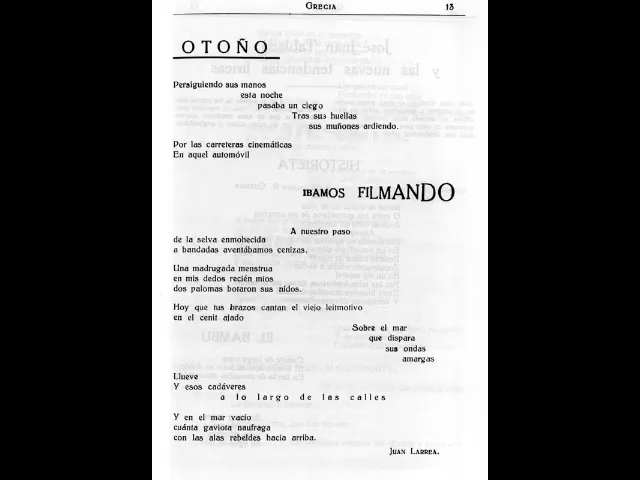 GRECIA 13
OTOÑO
Persiguiendo sus manos
esta noche
pasaba un ciego
Tras sus huellas
sus muñones ardiendo.
Por las carreteras cinemáticas
En aquel automóvil
IBAMOS FILMANDO
A nuestro paso
de la selva enmohecida
a bandadas aventábamos cenizas.
Una madrugada menstrua
en mis dedos recién mios
dos palomas botaron sus nidos.
Hoy que tus brazos cantan el viejo leitmotivo
en el cenit ajado
Sobre el mar
que dispara
sus ondas
amargas
Llueve
Y esos cadáveres
a lo largo de las calles
Y en el mar vacío
cuánta gaviota naufraga
con las alas rebeldes hacia arriba.
JUAN LARREA.